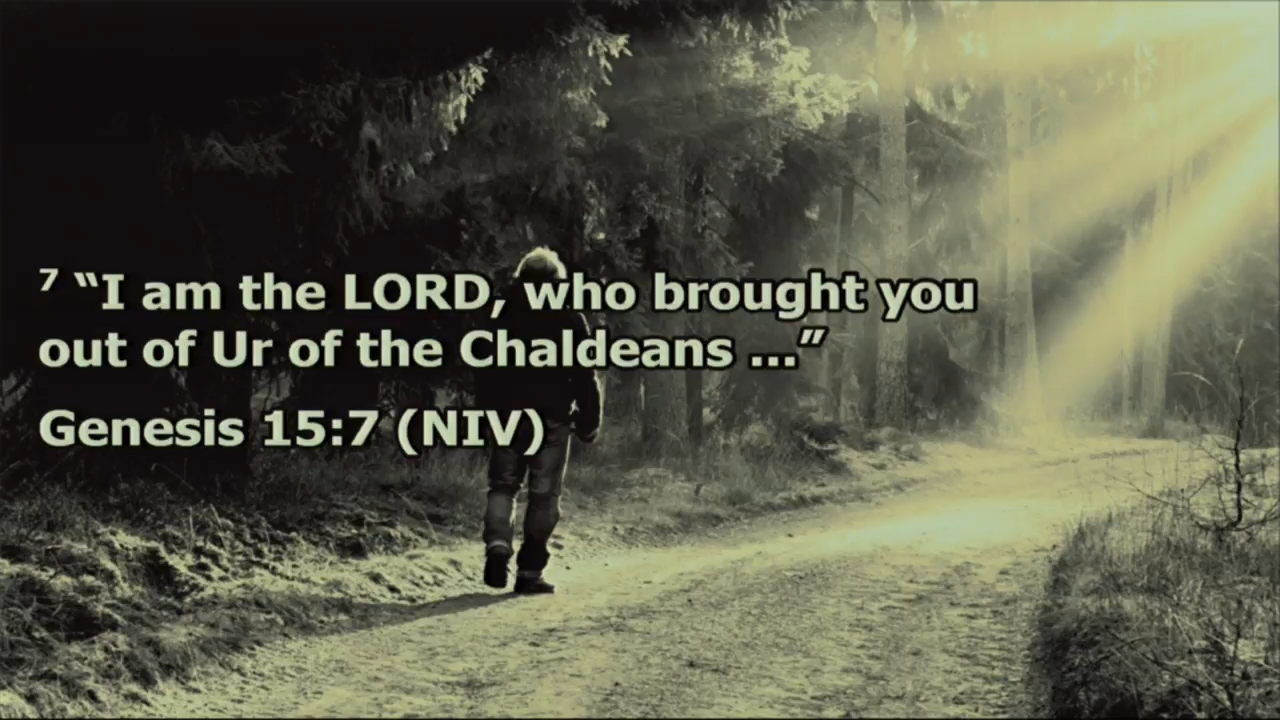 7 “I am the LORD, who brought you
out of Ur of the Chaldeans ...”
Genesis 15:7 (NIV)